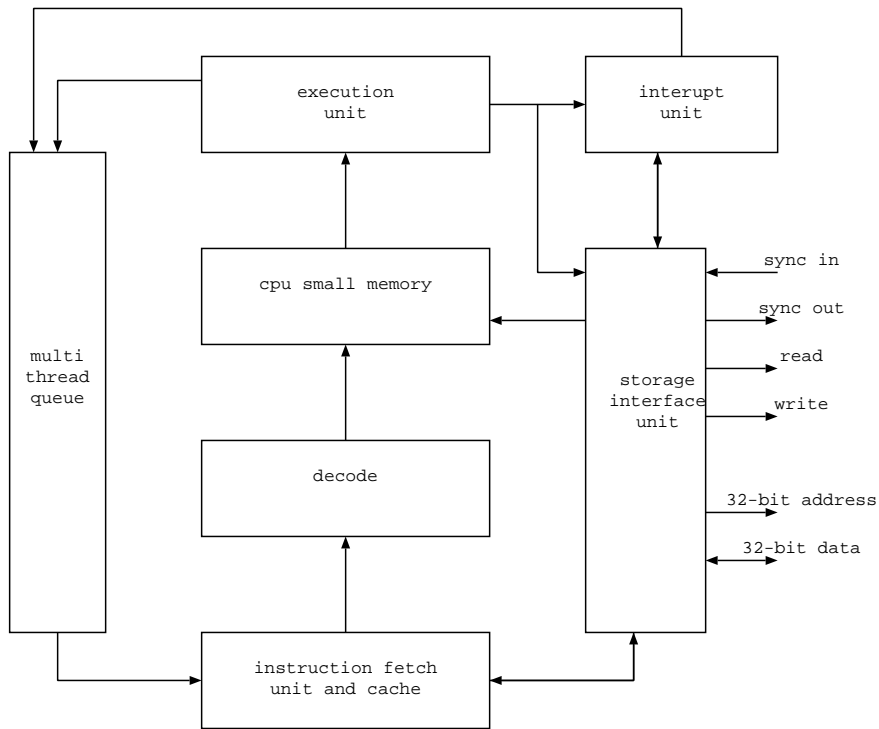 execution
unit
interupt
unit
cpu small memory
sync in
sync out
read
write
multi
thread
queue
storage
interface
unit
decode
32-bit address
32-bit data
instruction fetch
unit and cache